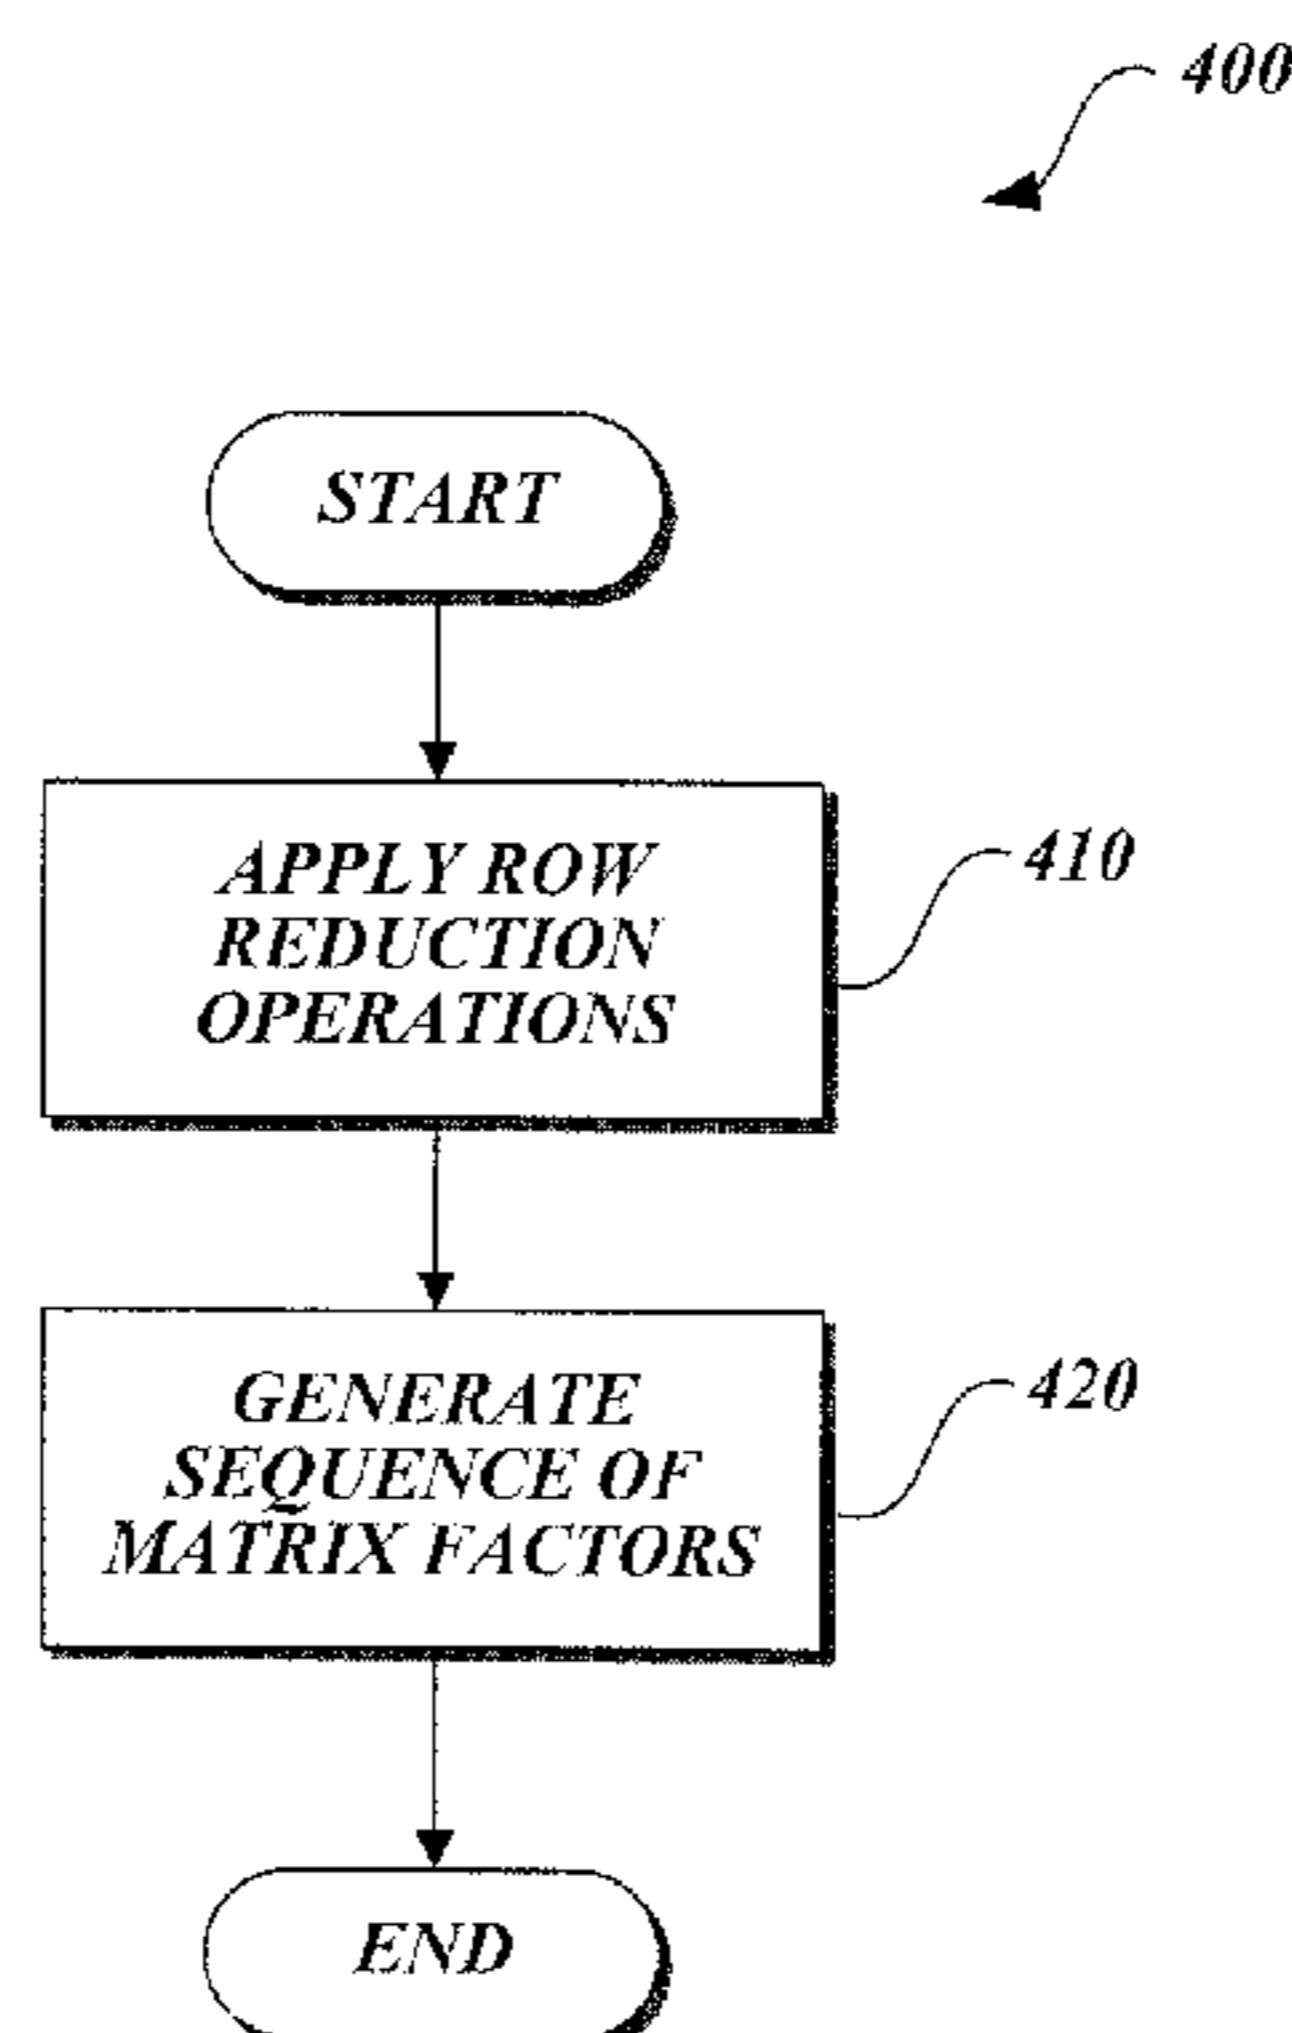 400
START
APPLY ROW
REDUCTION
OPERATIONS
410
GENERATE
SEQUENCE OF
MATRIX FACTORS
420
END